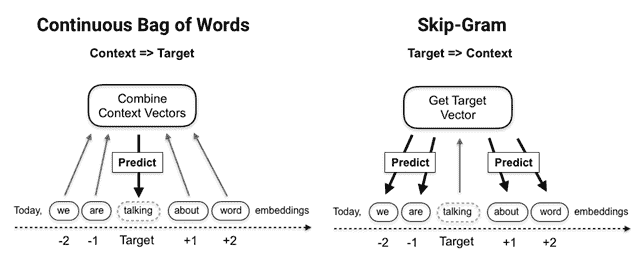 Continuous Bag of Words
Context => Target
Combine
Context Vectors
Predict
Today, we are talking about word embeddings
-2 -1 Target +1 +2
Skip-Gram
Target => Context
Get Target
Vector
Predict Predict
Today, we are talking about word embeddings
-2 -1 Target +1 +2